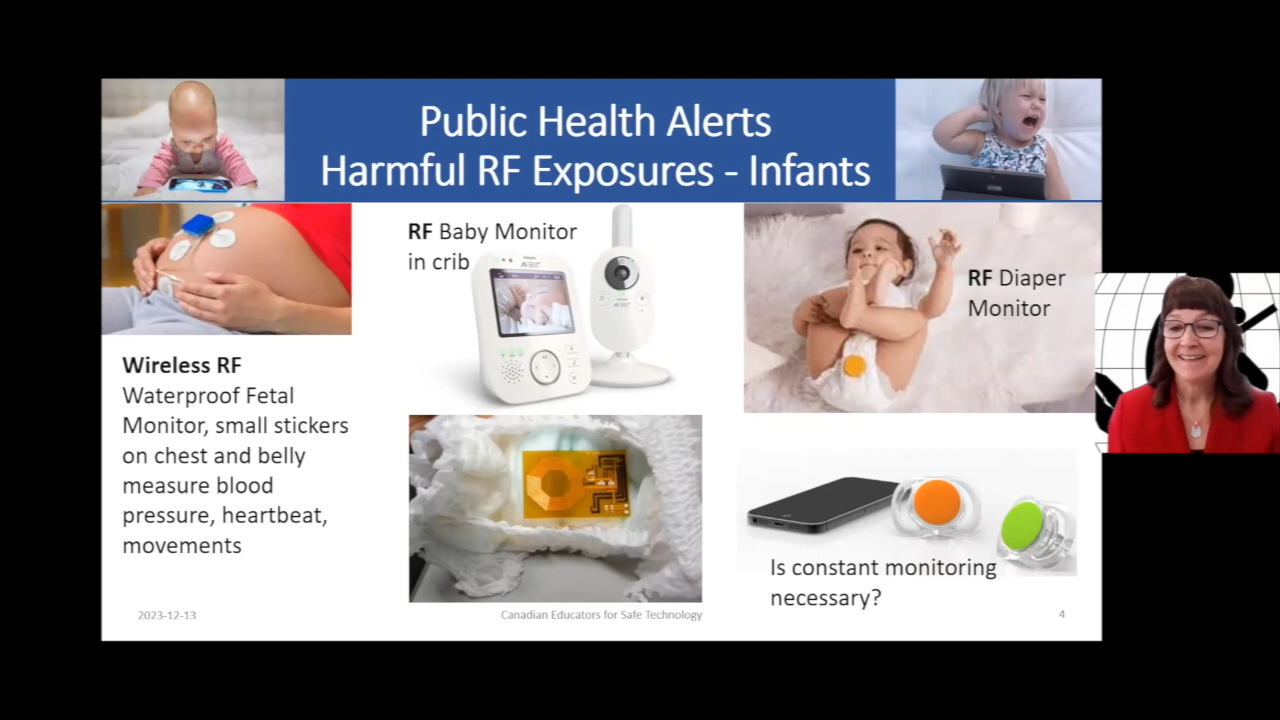 Public Health Alerts
Harmful RF Exposures - Infants
RF Baby Monitor
in crib
RF Diaper
Monitor
Wireless RF
Waterproof Fetal
Monitor, small stickers
on chest and belly
measure blood
pressure, heartbeat,
movements
Is constant monitoring
necessary?
2023-12-13
Canadian Educators for Safe Technology
4